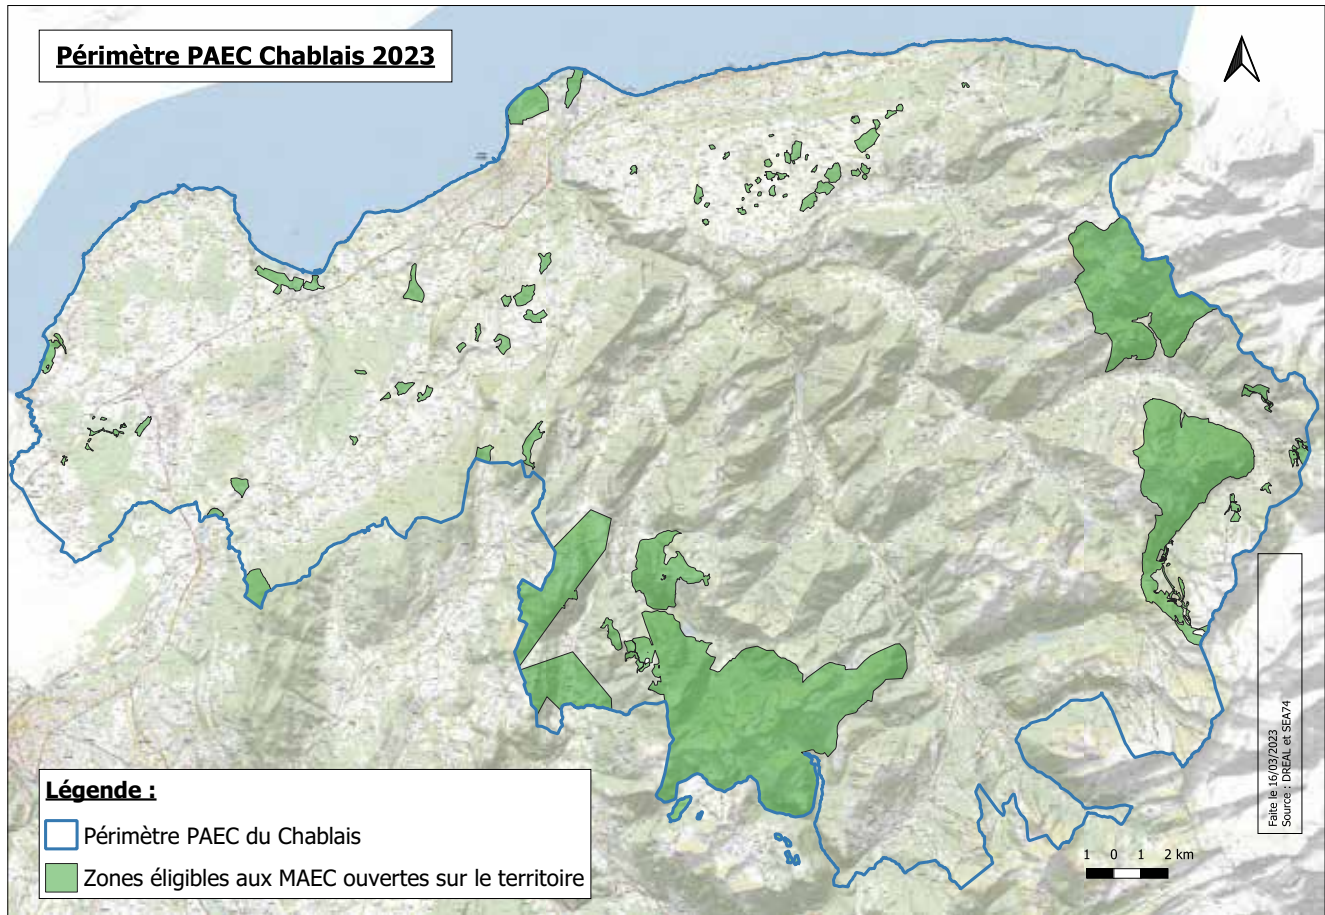 Périmètre PAEC Chablais 2023
Légende :
Périmètre PAEC du Chablais
Zones éligibles aux MAEC ouvertes sur le territoire
Faite le 16/03/2023
Source : DREAL et SEA74
1 0 1 2 km